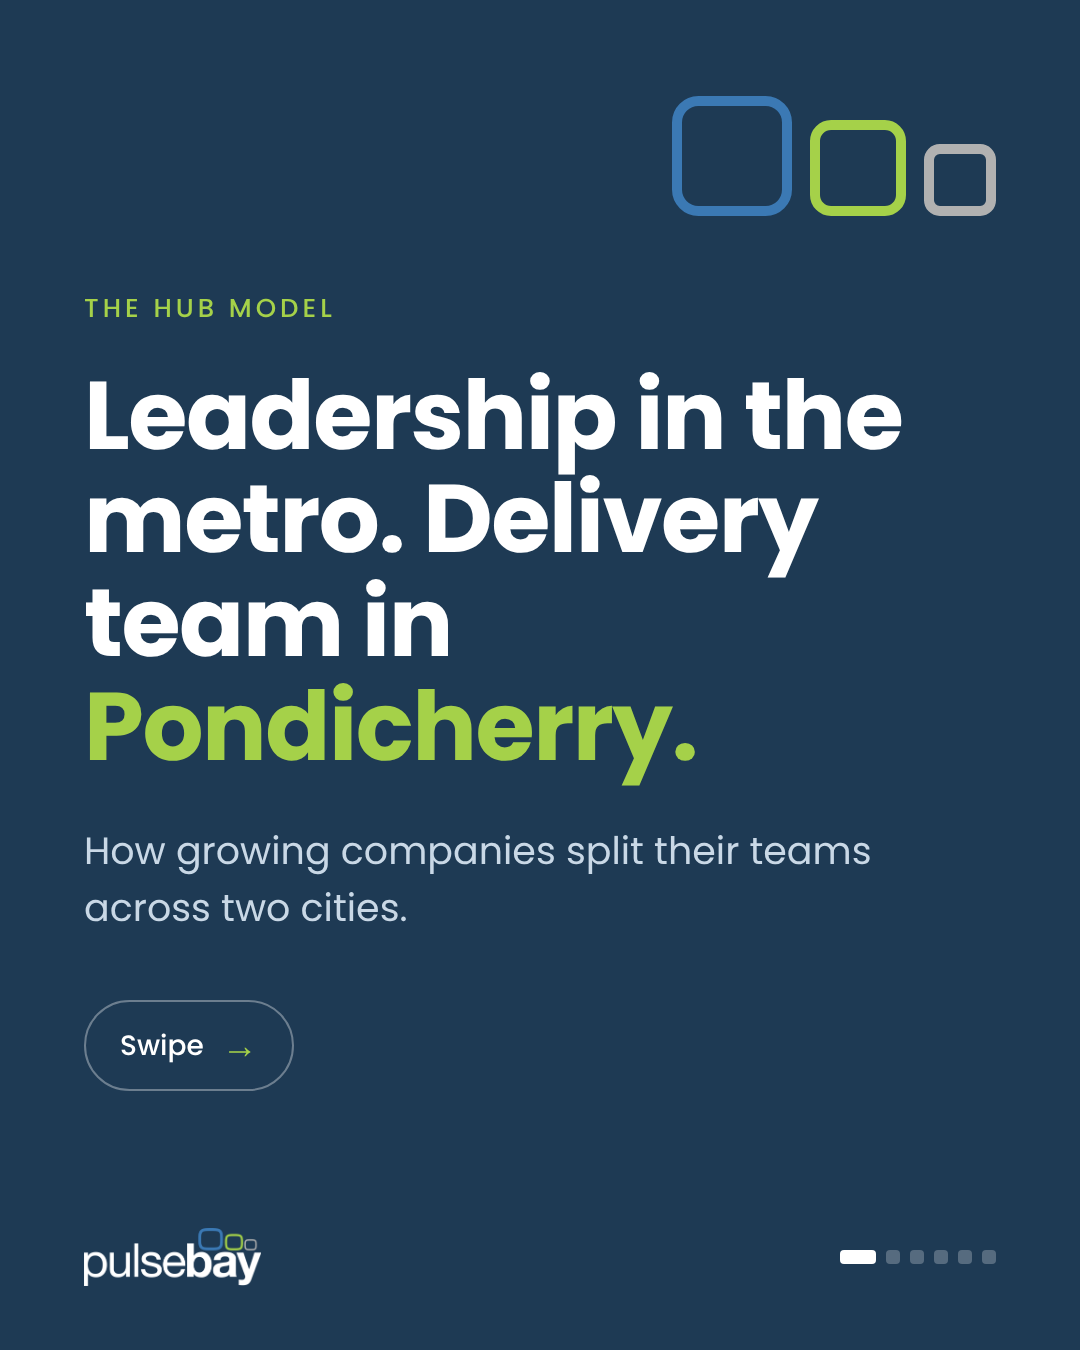 THE HUB MODEL
Leadership in the
metro. Delivery
team in
Pondicherry.
How growing companies split their teams
across two cities.
Swipe →
pulsebay